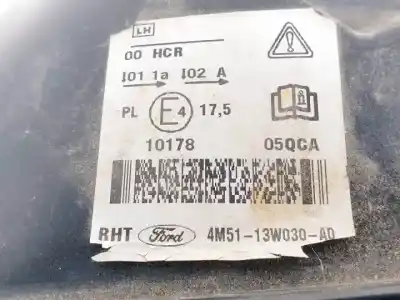 LH
00 HCR
I01 1a I02 A
PL E4 17,5
10178 05QCA
RHT Ford 4M51-13W030-AD